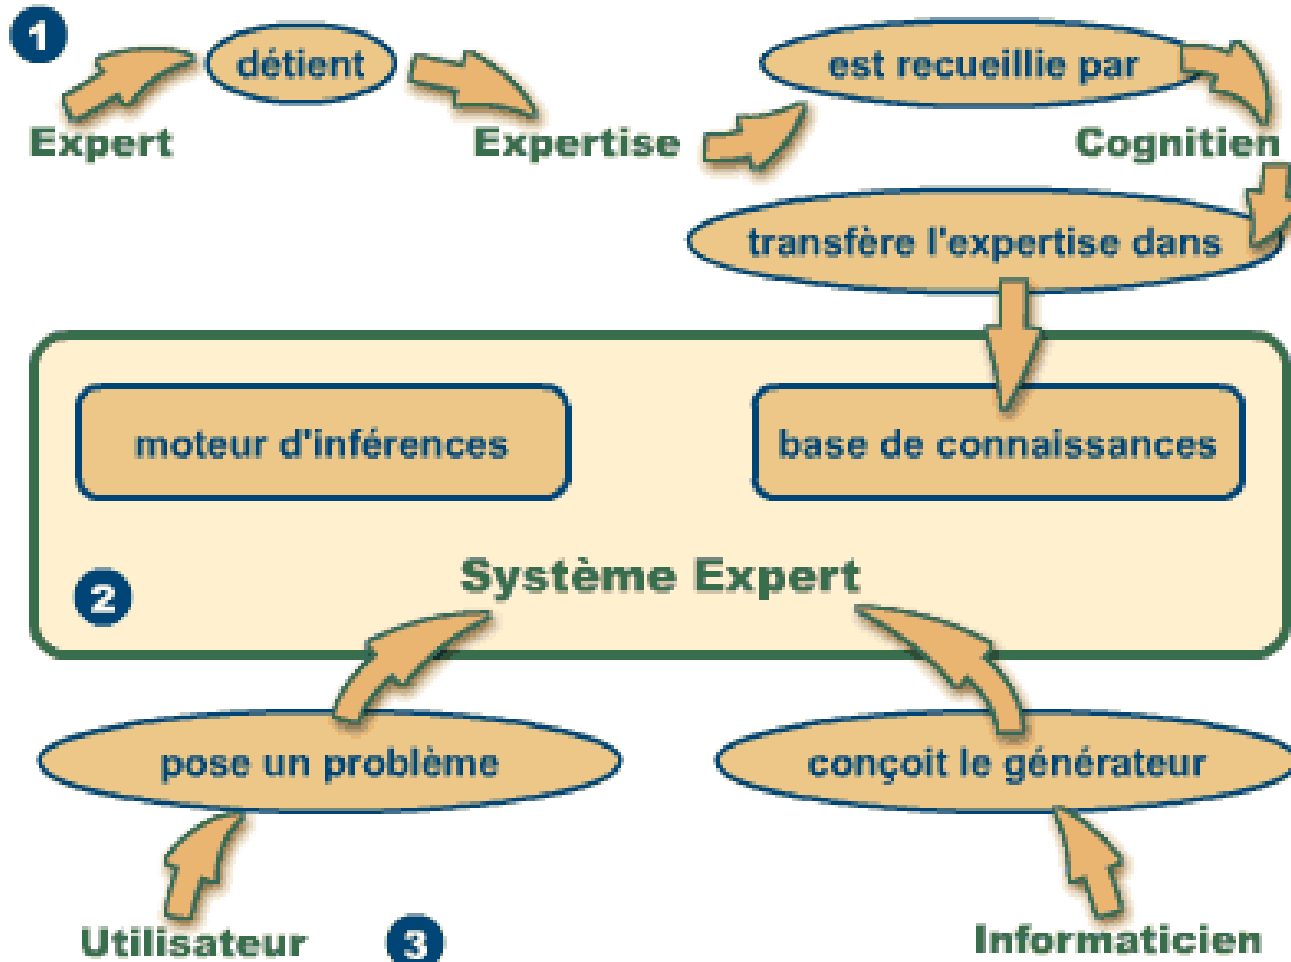 1
détient
est recueillie par
Expert
Expertise
Cognitien
transfère l'expertise dans
moteur d'inférences
base de connaissances
Système Expert
2
pose un problème
conçoit le générateur
Utilisateur
3
Informaticien